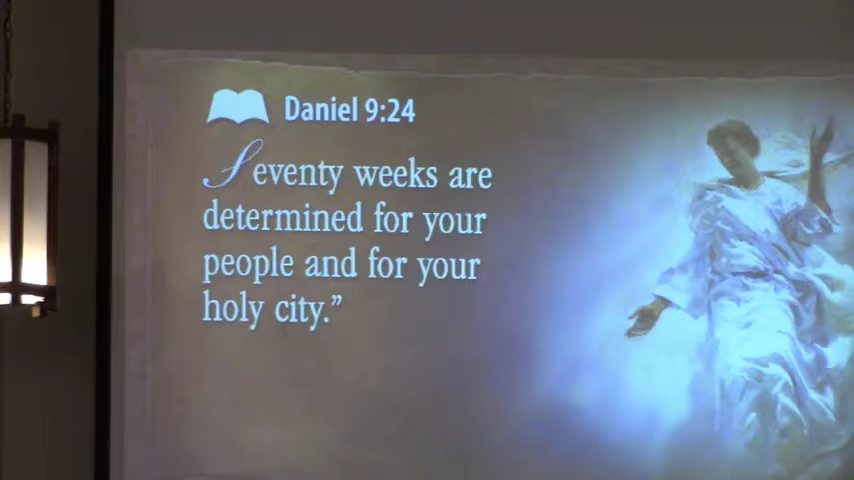 Daniel 9:24
Seventy weeks are
determined for your
people and for your
holy city.”